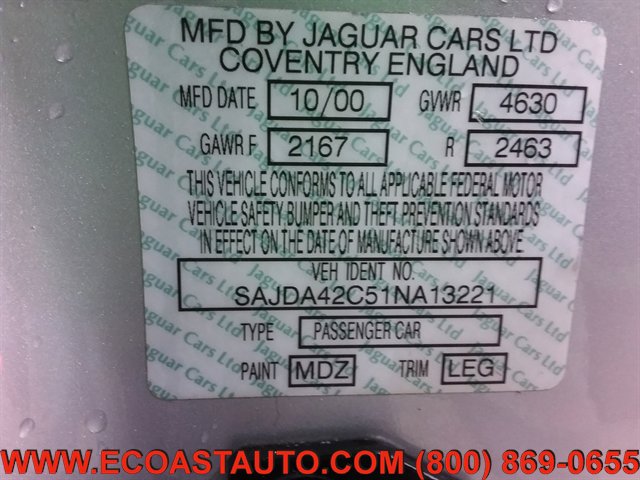 MFD BY JAGUAR CARS LTD
COVENTRY ENGLAND
MFD DATE 10/00 GVWR 4630
GAWR F 2167 R 2463
THIS VEHICLE CONFORMS TO ALL APPLICABLE FEDERAL MOTOR
VEHICLE SAFETY, BUMPER AND THEFT PREVENTION STANDARDS
IN EFFECT ON THE DATE OF MANUFACTURE SHOWN ABOVE
VEH IDENT NO.
SAJDA42C51NA13221
TYPE PASSENGER CAR
PAINT MDZ TRIM LEG
WWW.ECOASTAUTO.COM (800) 869-0655